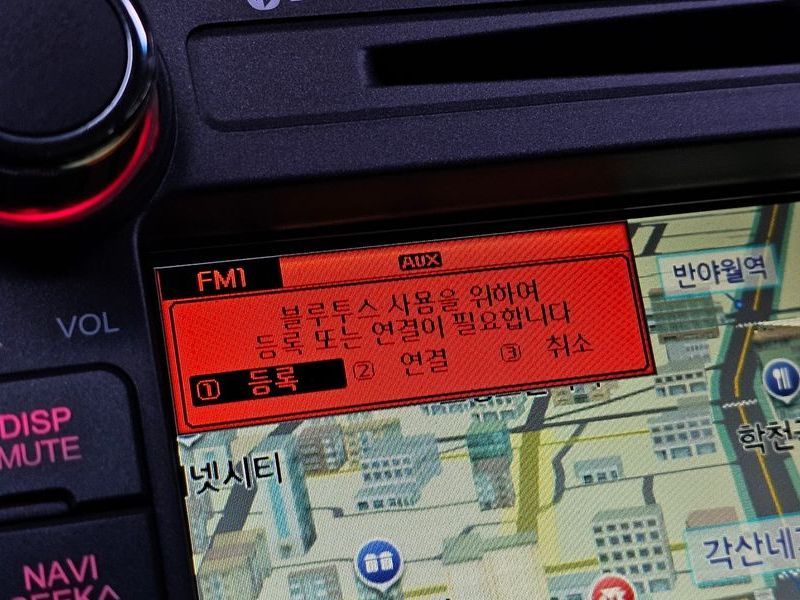 AUX
FM1
블루투스 사용을 위하여
등록 또는 연결이 필요합니다
① 등록 ② 연결 ③ 취소
반야월역
VOL
DISP
MUTE
넷시티
학천
각산네
NAVI